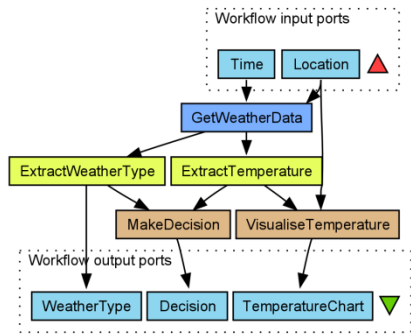 Workflow input ports
Time
Location
GetWeatherData
ExtractWeatherType
ExtractTemperature
MakeDecision
VisualiseTemperature
Workflow output ports
WeatherType
Decision
TemperatureChart